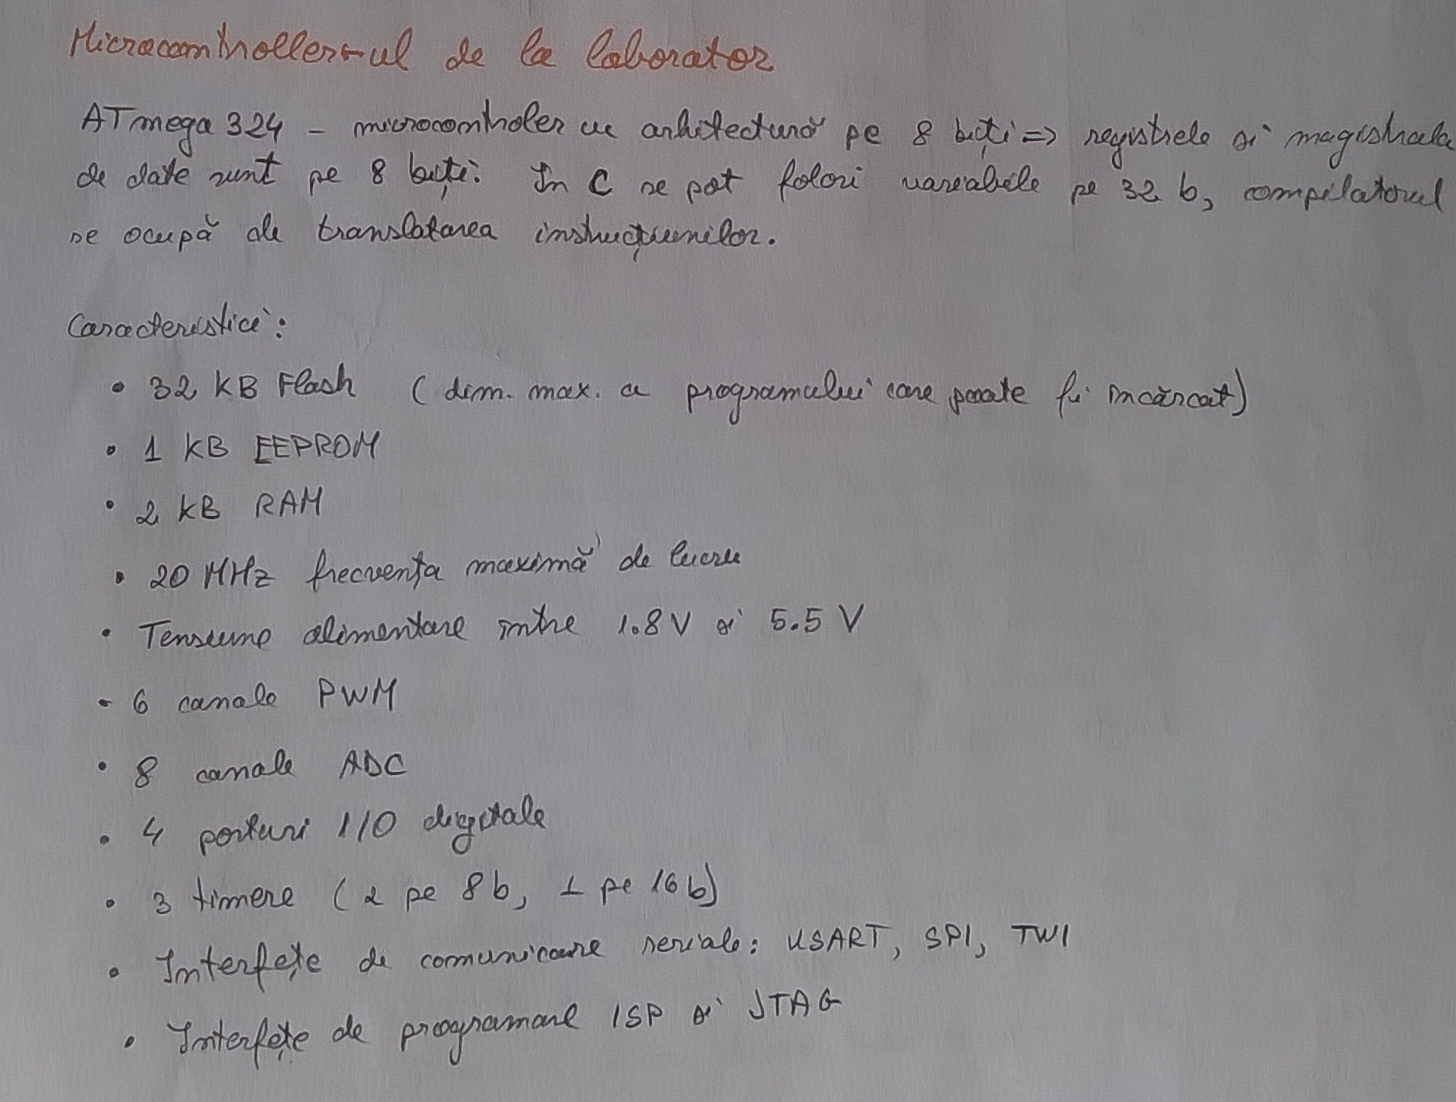 Microcontroller-ul de la laborator
ATmega324 – microcontroler cu arhitectură pe 8 biți => registrele și magistrala
de date sunt pe 8 biți. In C se pot folosi variabile pe 32 b, compilatorul
se ocupă de translatarea instrucțiunilor.
Caracteristici:
• 32 kB Flash (dim. max. a programului care poate fi încărcat)
• 1 KB EEPROM
• 2 kB RAM
• 20 MHz frecvența maximă de lucru
• Tensiune alimentare între 1.8V și 5.5 V
- 6 canale PWM
• 8 canale ADC
• 4 porturi I/O digitale
• 3 timere (2 pe 8b, 1 pe 16b)
• Interfețe de comunicare seriale: USART, SPI, TWI
• Interfețe de programare ISP și JTAG